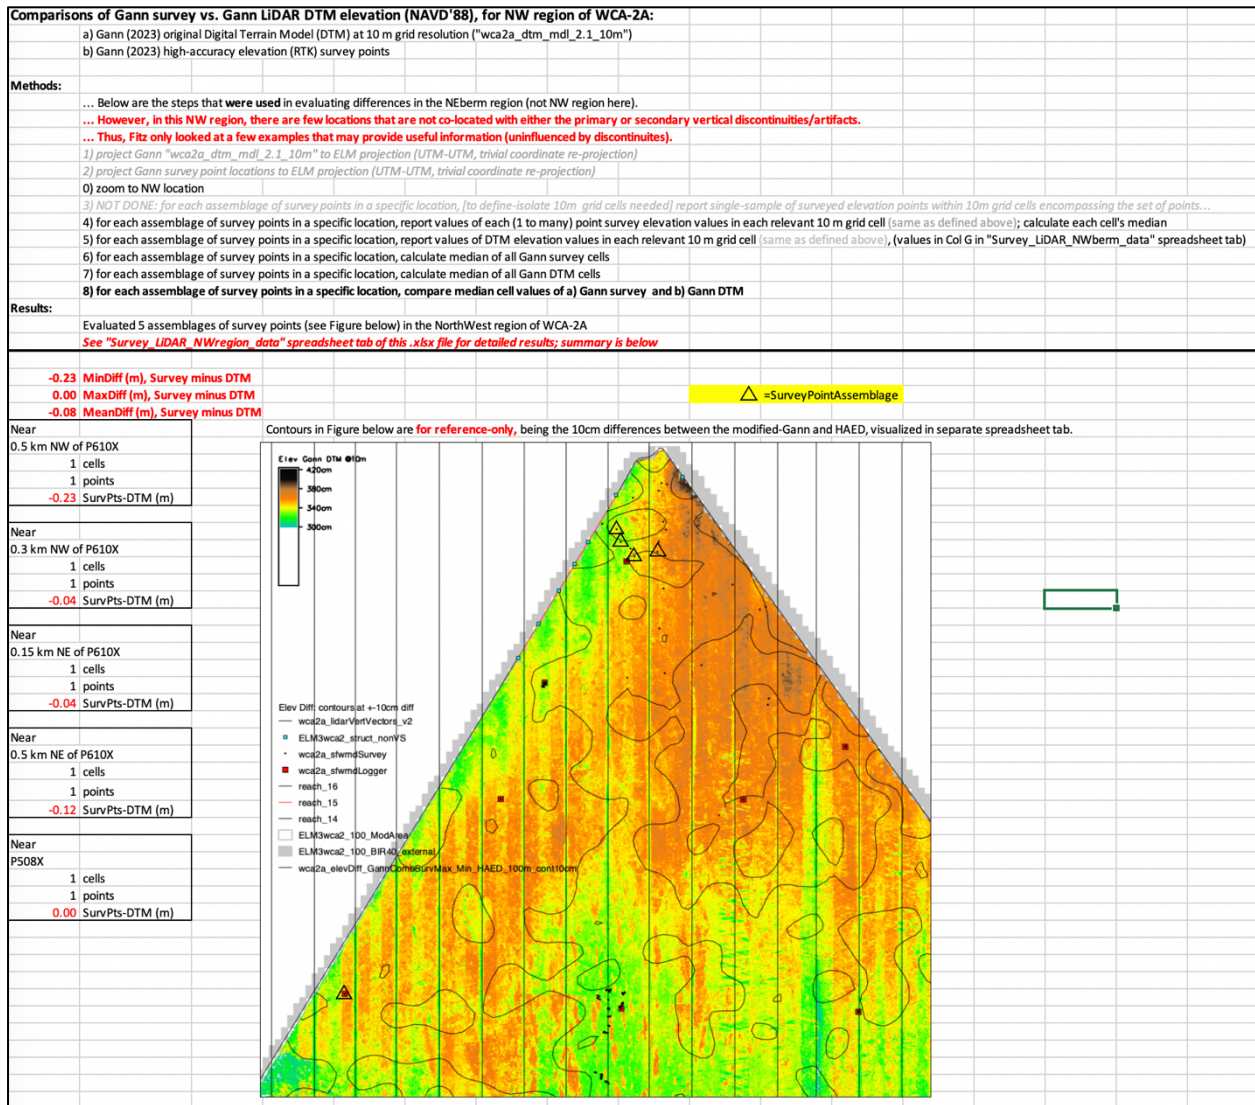 Comparisons of Gann survey vs. Gann LiDAR DTM elevation (NAVD'88), for NW region of WCA-2A:
a) Gann (2023) original Digital Terrain Model (DTM) at 10 m grid resolution ("wca2a_dtm_mdl_2.1_10m")
b) Gann (2023) high-accuracy elevation (RTK) survey points
Methods:
... Below are the steps that were used in evaluating differences in the NEberm region (not NW region here).
... However, in this NW region, there are few locations that are not co-located with either the primary or secondary vertical discontinuities/artifacts.
... Thus, Fitz only looked at a few examples that may provide useful information (uninfluenced by discontinuites).
1) project Gann "wca2a_dtm_mdl_2.1_10m" to ELM projection (UTM-UTM, trivial coordinate re-projection)
2) project Gann survey point locations to ELM projection (UTM-UTM, trivial coordinate re-projection)
0) zoom to NW location
3) NOT DONE: for each assemblage of survey points in a specific location, [to define-isolate 10m grid cells needed] report single-sample of surveyed elevation points within 10m grid cells encompassing the set of points...
4) for each assemblage of survey points in a specific location, report values of each (1 to many) point survey elevation values in each relevant 10 m grid cell (same as defined above); calculate each cell's median
5) for each assemblage of survey points in a specific location, report values of DTM elevation values in each relevant 10 m grid cell (same as defined above), (values in Col G in "Survey_LiDAR_NWberm_data" spreadsheet tab)
6) for each assemblage of survey points in a specific location, calculate median of all Gann survey cells
7) for each assemblage of survey points in a specific location, calculate median of all Gann DTM cells
8) for each assemblage of survey points in a specific location, compare median cell values of a) Gann survey and b) Gann DTM
Results:
Evaluated 5 assemblages of survey points (see Figure below) in the NorthWest region of WCA-2A
See "Survey_LiDAR_NWregion_data" spreadsheet tab of this .xlsx file for detailed results; summary is below
-0.23 MinDiff (m), Survey minus DTM
0.00 MaxDiff (m), Survey minus DTM
=SurveyPointAssemblage
-0.08 MeanDiff (m), Survey minus DTM
Near
Contours in Figure below are for reference-only, being the 10cm differences between the modified-Gann and HAED, visualized in separate spreadsheet tab.
0.5 km NW of P610X
1 cells
1 points
-0.23 SurvPts-DTM (m)
Near
0.3 km NW of P610X
1 cells
1 points
-0.04 SurvPts-DTM (m)
Near
0.15 km NE of P610X
1 cells
1 points
-0.04 SurvPts-DTM (m)
Near
0.5 km NE of P610X
1 cells
1 points
-0.12 SurvPts-DTM (m)
Near
P508X
1 cells
1 points
0.00 SurvPts-DTM (m)
Elev Gann DTM @10m
420cm
380cm
340cm
300cm
Elev Diff: contours at +-10cm diff
wca2a_lidarVertVectors_v2
ELM3wca2_struct_nonVS
wca2a_sfwmdSurvey
wca2a_sfwmdLogger
reach_16
reach_15
reach_14
ELM3wca2_100_ModArea
ELM3wca2_100_BIR40_external
wca2a_elevDiff_GannCombSurvMax_Min_HAED_100m_cont10cm